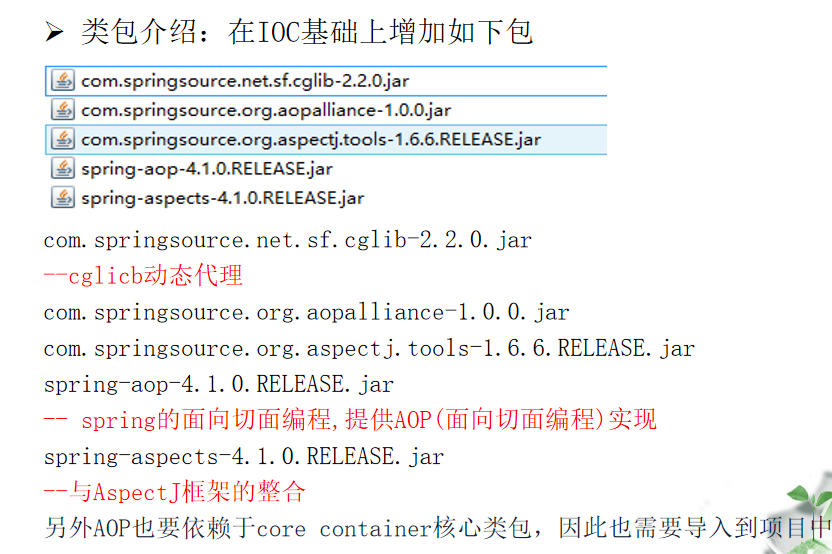 ➢ 类包介绍：在IOC基础上增加如下包
com.springsource.net.sf.cglib-2.2.0.jar
com.springsource.org.aopalliance-1.0.0.jar
com.springsource.org.aspectj.tools-1.6.6.RELEASE.jar
spring-aop-4.1.0.RELEASE.jar
spring-aspects-4.1.0.RELEASE.jar
com.springsource.net.sf.cglib-2.2.0.jar
--cglicb动态代理
com.springsource.org.aopalliance-1.0.0.jar
com.springsource.org.aspectj.tools-1.6.6.RELEASE.jar
spring-aop-4.1.0.RELEASE.jar
-- spring的面向切面编程,提供AOP(面向切面编程)实现
spring-aspects-4.1.0.RELEASE.jar
--与AspectJ框架的整合
另外AOP也要依赖于core container核心类包，因此也需要导入到项目中